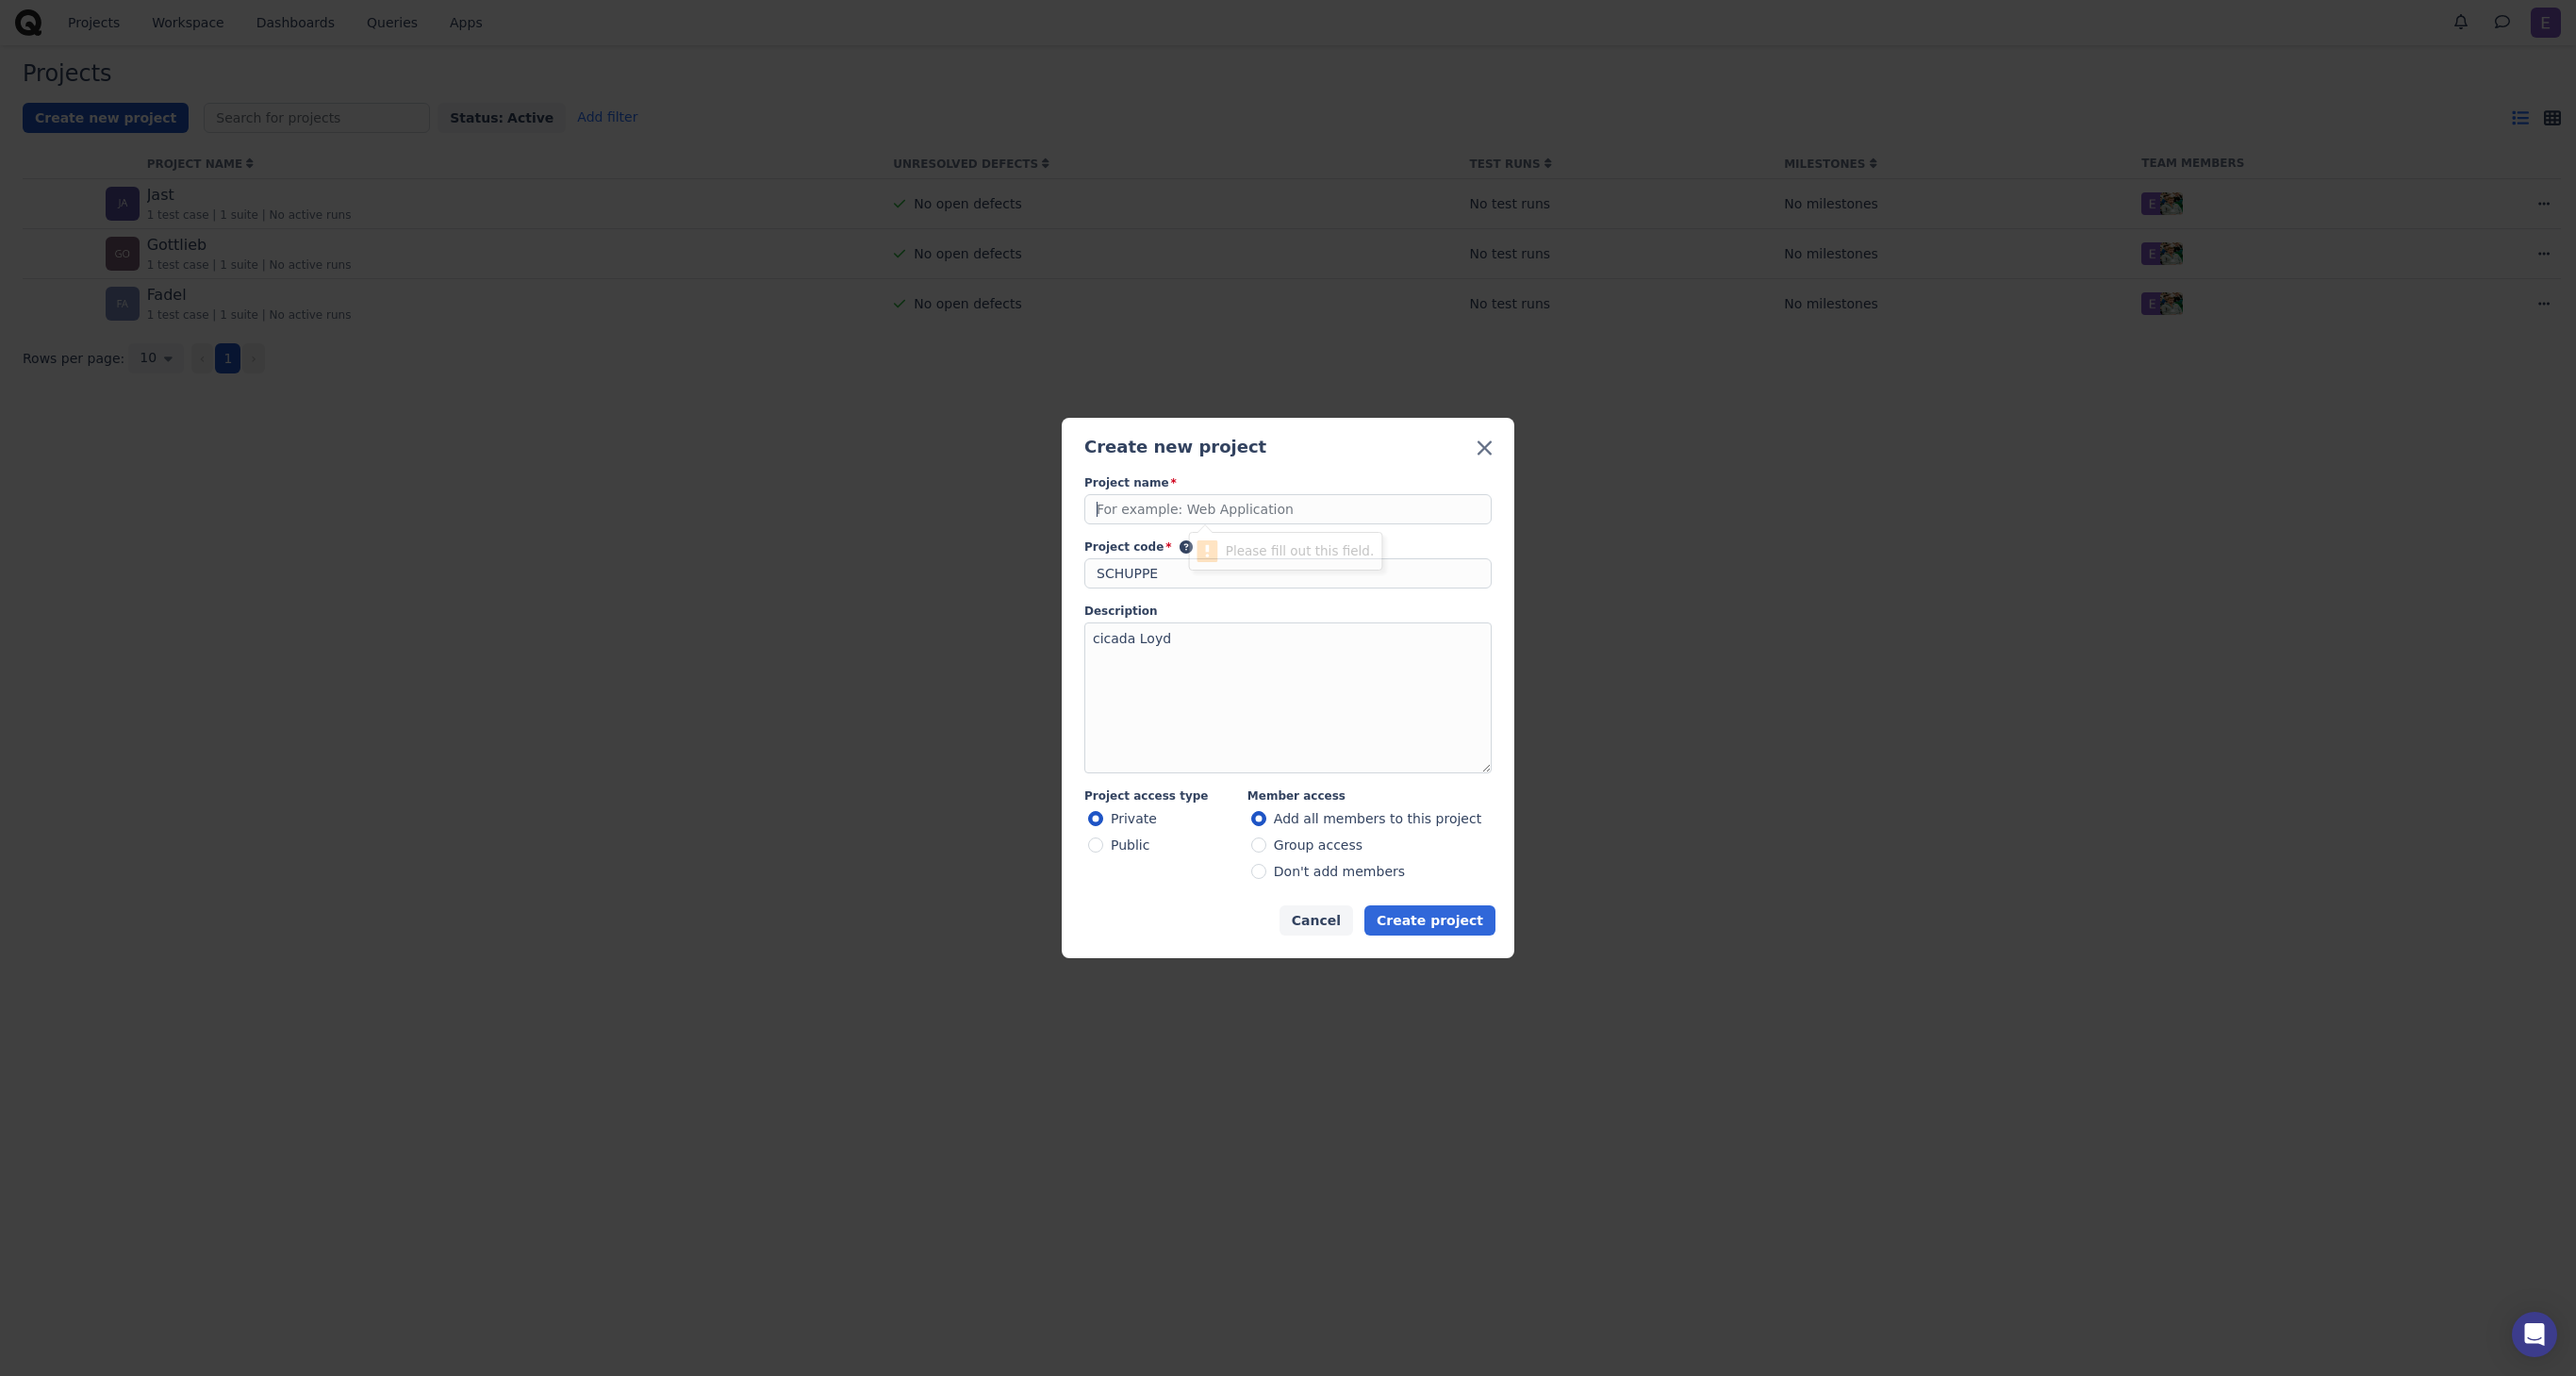 Projects Workspace Dashboards Queries Apps E
Projects
Create new project Search for projects Status: Active Add filter
PROJECT NAME UNRESOLVED DEFECTS TEST RUNS MILESTONES TEAM MEMBERS
JA Jast
1 test case | 1 suite | No active runs No open defects No test runs No milestones E
GO Gottlieb
1 test case | 1 suite | No active runs No open defects No test runs No milestones E
FA Fadel
1 test case | 1 suite | No active runs No open defects No test runs No milestones E
Rows per page: 10 ‹ 1 ›
Create new project
Project name*
For example: Web Application
Project code* ?
! Please fill out this field.
SCHUPPE
Description
cicada Loyd
Project access type Member access
Private Add all members to this project
Public Group access
Don't add members
Cancel Create project